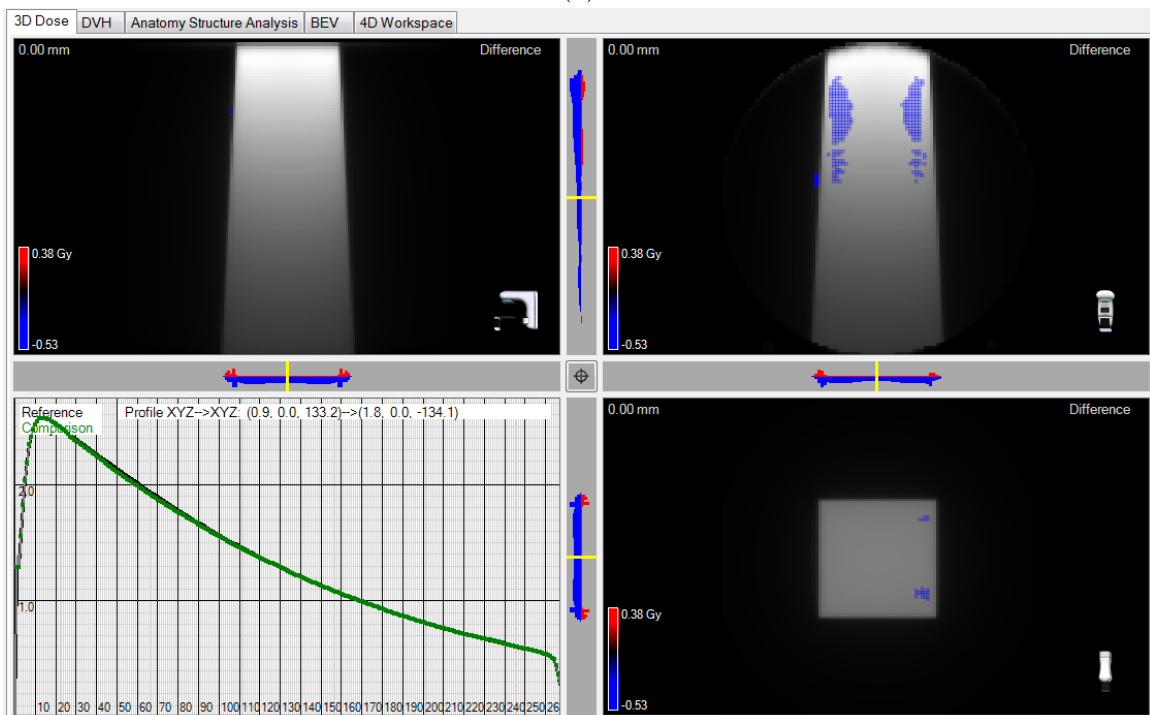 3D Dose DVH Anatomy Structure Analysis BEV 4D Workspace
0.00 mm Difference
0.38 Gy
-0.53
0.00 mm Difference
0.38 Gy
-0.53
Reference Profile XYZ-->XYZ: (0.9, 0.0, 133.2)-->(1.8, 0.0, -134.1)
Comparison
2.0
1.0
10 20 30 40 50 60 70 80 90 100 110 120 130 140 150 160 170 180 190 200 210 220 230 240 250 26
0.00 mm Difference
0.38 Gy
-0.53